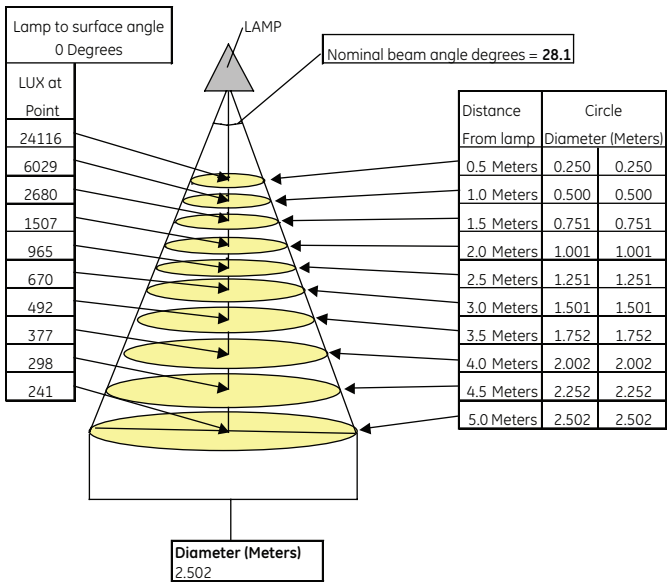 Lamp to surface angle
0 Degrees
LAMP
Nominal beam angle degrees = 28.1
LUX at
Point
24116
6029
2680
1507
965
670
492
377
298
241
Distance Circle
From lamp Diameter (Meters)
0.5 Meters 0.250 0.250
1.0 Meters 0.500 0.500
1.5 Meters 0.751 0.751
2.0 Meters 1.001 1.001
2.5 Meters 1.251 1.251
3.0 Meters 1.501 1.501
3.5 Meters 1.752 1.752
4.0 Meters 2.002 2.002
4.5 Meters 2.252 2.252
5.0 Meters 2.502 2.502
Diameter (Meters)
2.502